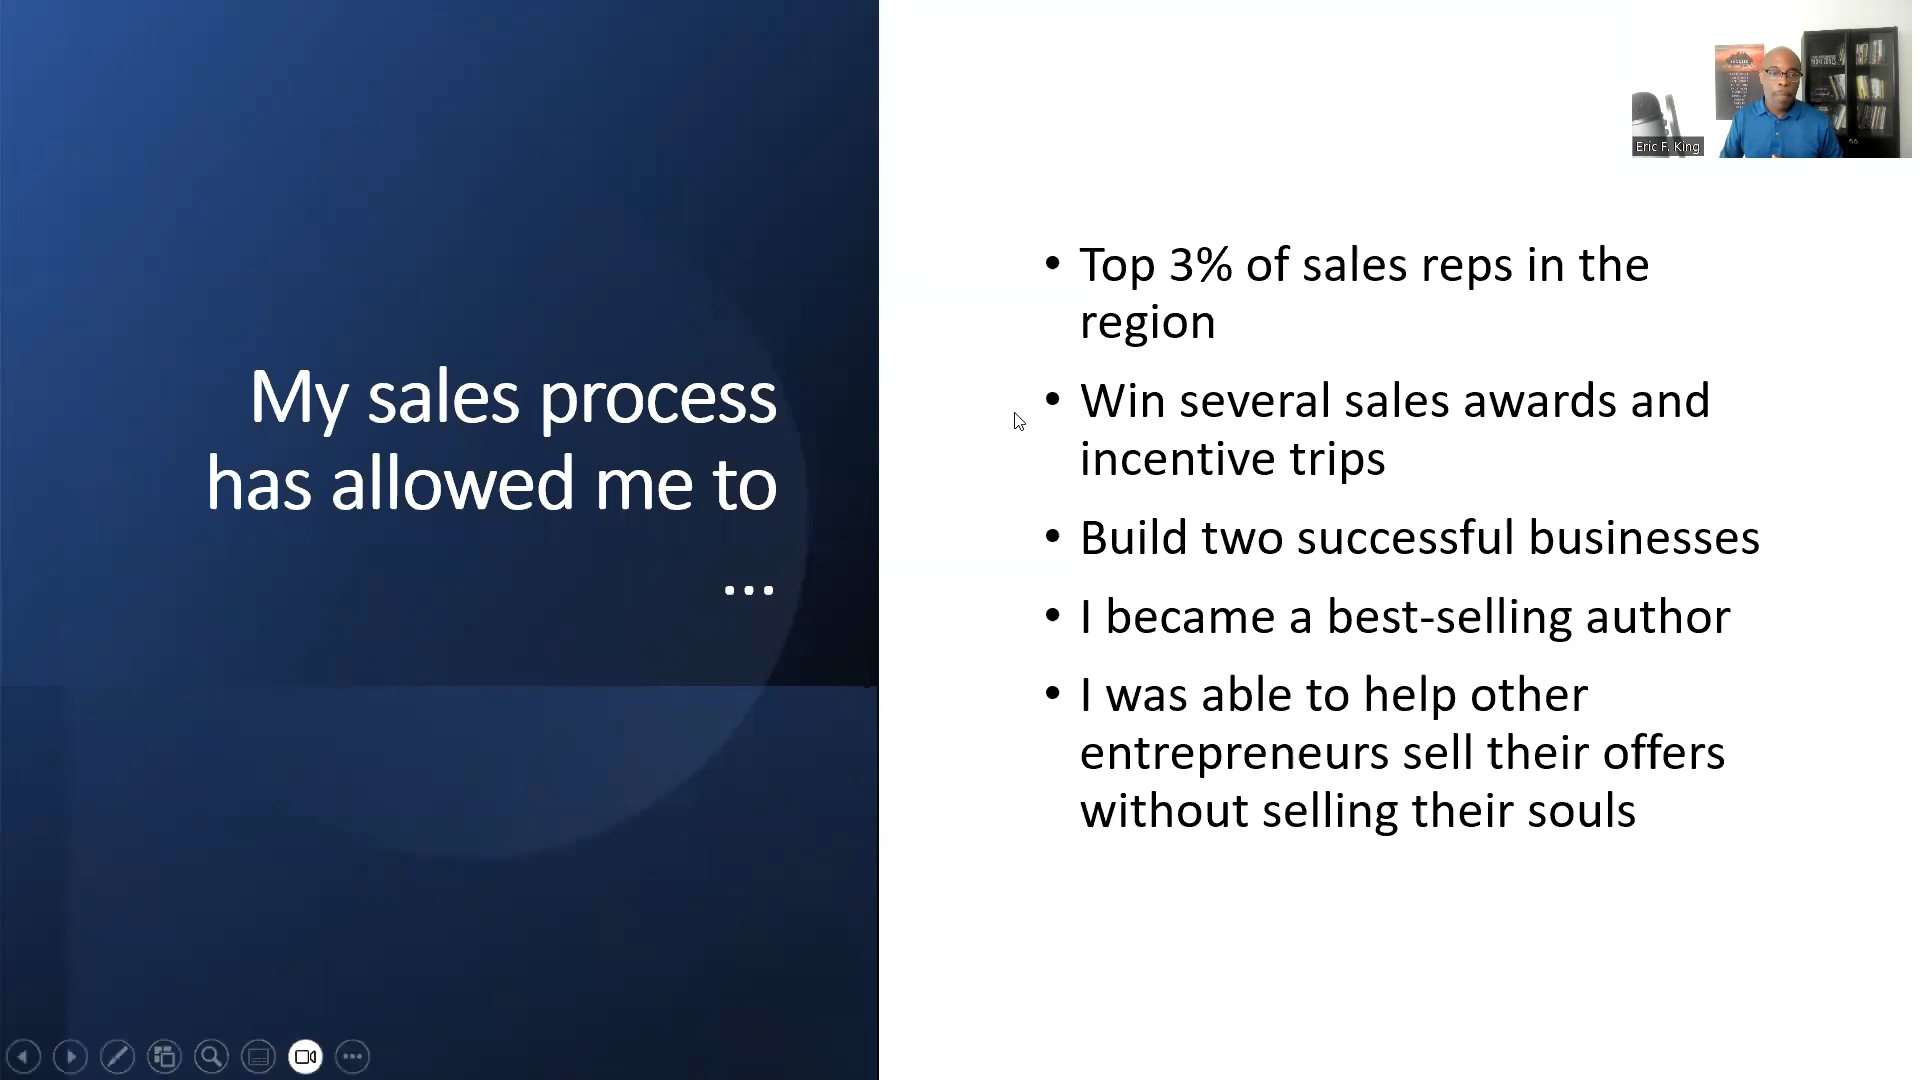 Eric F. King
My sales process
has allowed me to
...
• Top 3% of sales reps in the
region
• Win several sales awards and
incentive trips
• Build two successful businesses
• I became a best-selling author
• I was able to help other
entrepreneurs sell their offers
without selling their souls